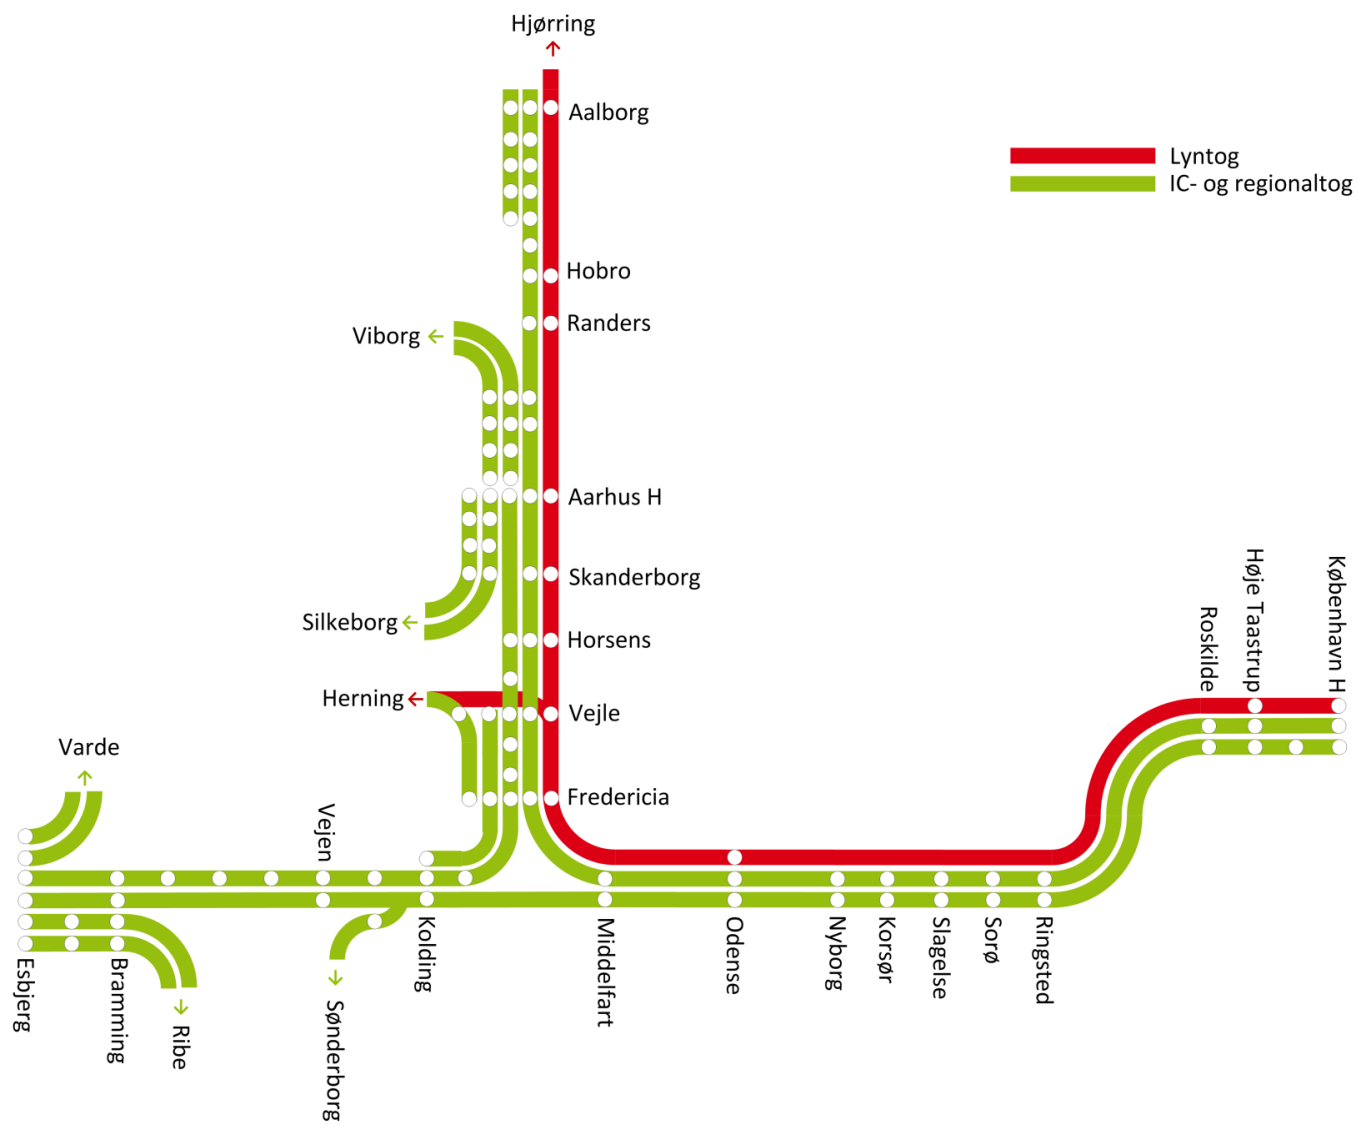 Hjørring
Aalborg
Lyntog
IC- og regionaltog
Hobro
Randers
Viborg
Aarhus H
Skanderborg
Silkeborg
Horsens
Herning
Vejle
Fredericia
Roskilde
Høje Taastrup
København H
Varde
Vejen
Esbjerg
Bramming
Ribe
Sønderborg
Kolding
Middelfart
Odense
Nyborg
Korsør
Slagelse
Sorø
Ringsted